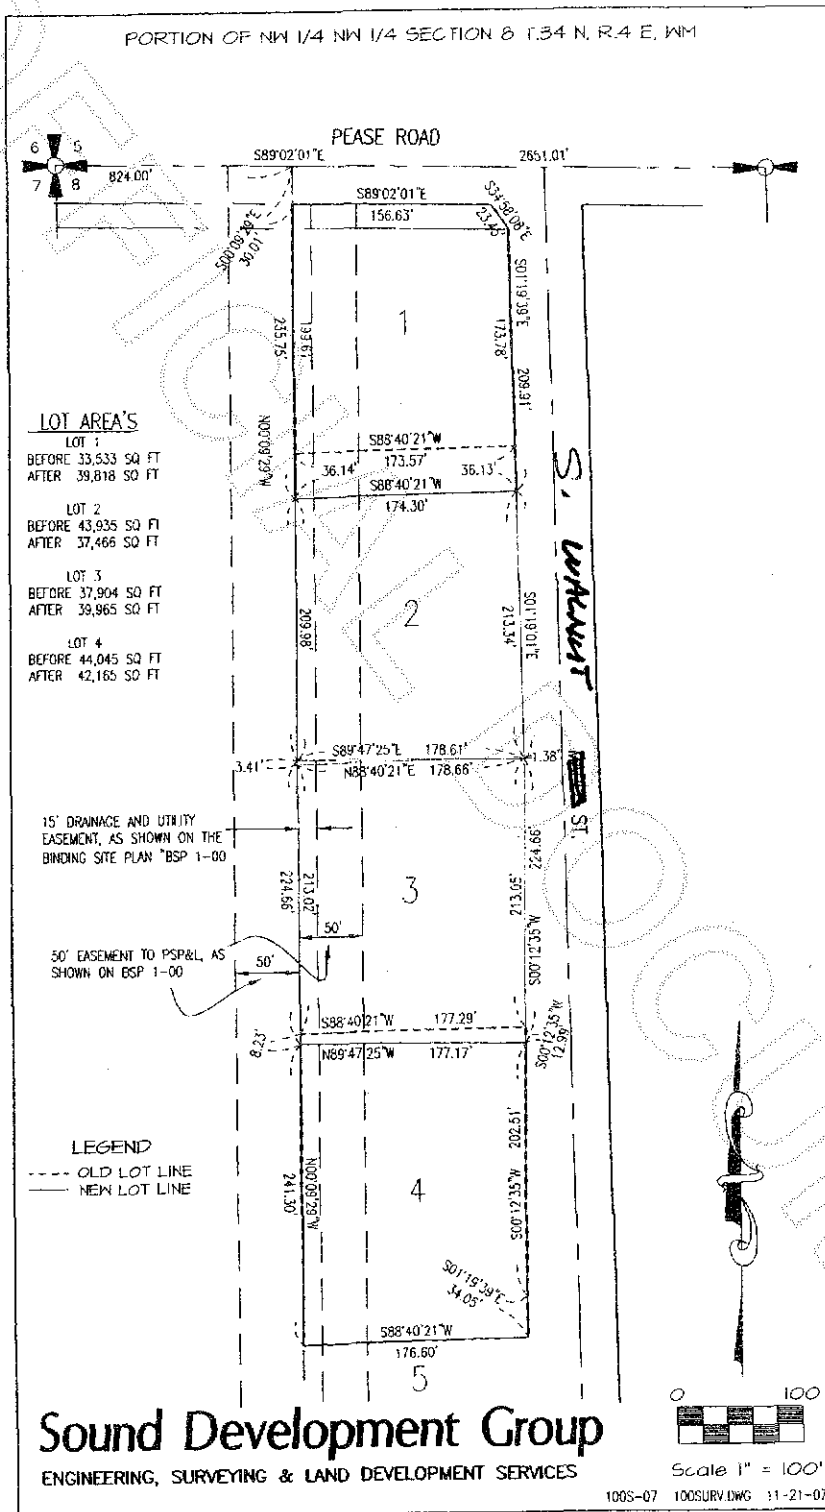 PORTION OF NW 1/4 NW 1/4 SECTION 8 T.34 N, R.4 E, WM
PEASE ROAD
6 5
7 8
S89°02'01"E
2651.01'
824.00'
S89°02'01"E
156.63'
S34°58'08"E
23.45'
S00°09'29"E
30.01'
235.75'
199.61'
1
S01°19'39"E
173.78'
209.91'
N00°09'29"W
S88°40'21"W
173.57'
36.14'
36.13'
S88°40'21"W
174.30'
LOT AREA'S
LOT 1
BEFORE 33,533 SQ FT
AFTER 39,818 SQ FT
LOT 2
BEFORE 43,935 SQ FT
AFTER 37,466 SQ FT
LOT 3
BEFORE 37,904 SQ FT
AFTER 39,965 SQ FT
LOT 4
BEFORE 44,045 SQ FT
AFTER 42,165 SQ FT
S. WALNUT
ST.
2
209.98'
213.34'
S01°19'01"E
S89°47'25"E 178.61'
N88°40'21"E 178.66'
3.41'
1.38'
15' DRAINAGE AND UTILITY
EASEMENT, AS SHOWN ON THE
BINDING SITE PLAN "BSP 1-00
224.66'
213.02'
3
224.66'
213.05'
S00°12'35"W
50' EASEMENT TO PSP&L, AS
SHOWN ON BSP 1-00
50'
50'
S88°40'21"W 177.29'
N89°47'25"W 177.17'
8.23'
S00°12'35"W
12.99'
LEGEND
OLD LOT LINE
NEW LOT LINE
241.30'
N00°09'29"W
4
202.51'
S00°12'35"W
S01°19'39"E
34.05'
S88°40'21"W
176.60'
5
Sound Development Group
ENGINEERING, SURVEYING & LAND DEVELOPMENT SERVICES
0 100
Scale 1" = 100'
100S-07 100SURV.DWG 11-21-07
UNOFFICIAL DOCUMENT